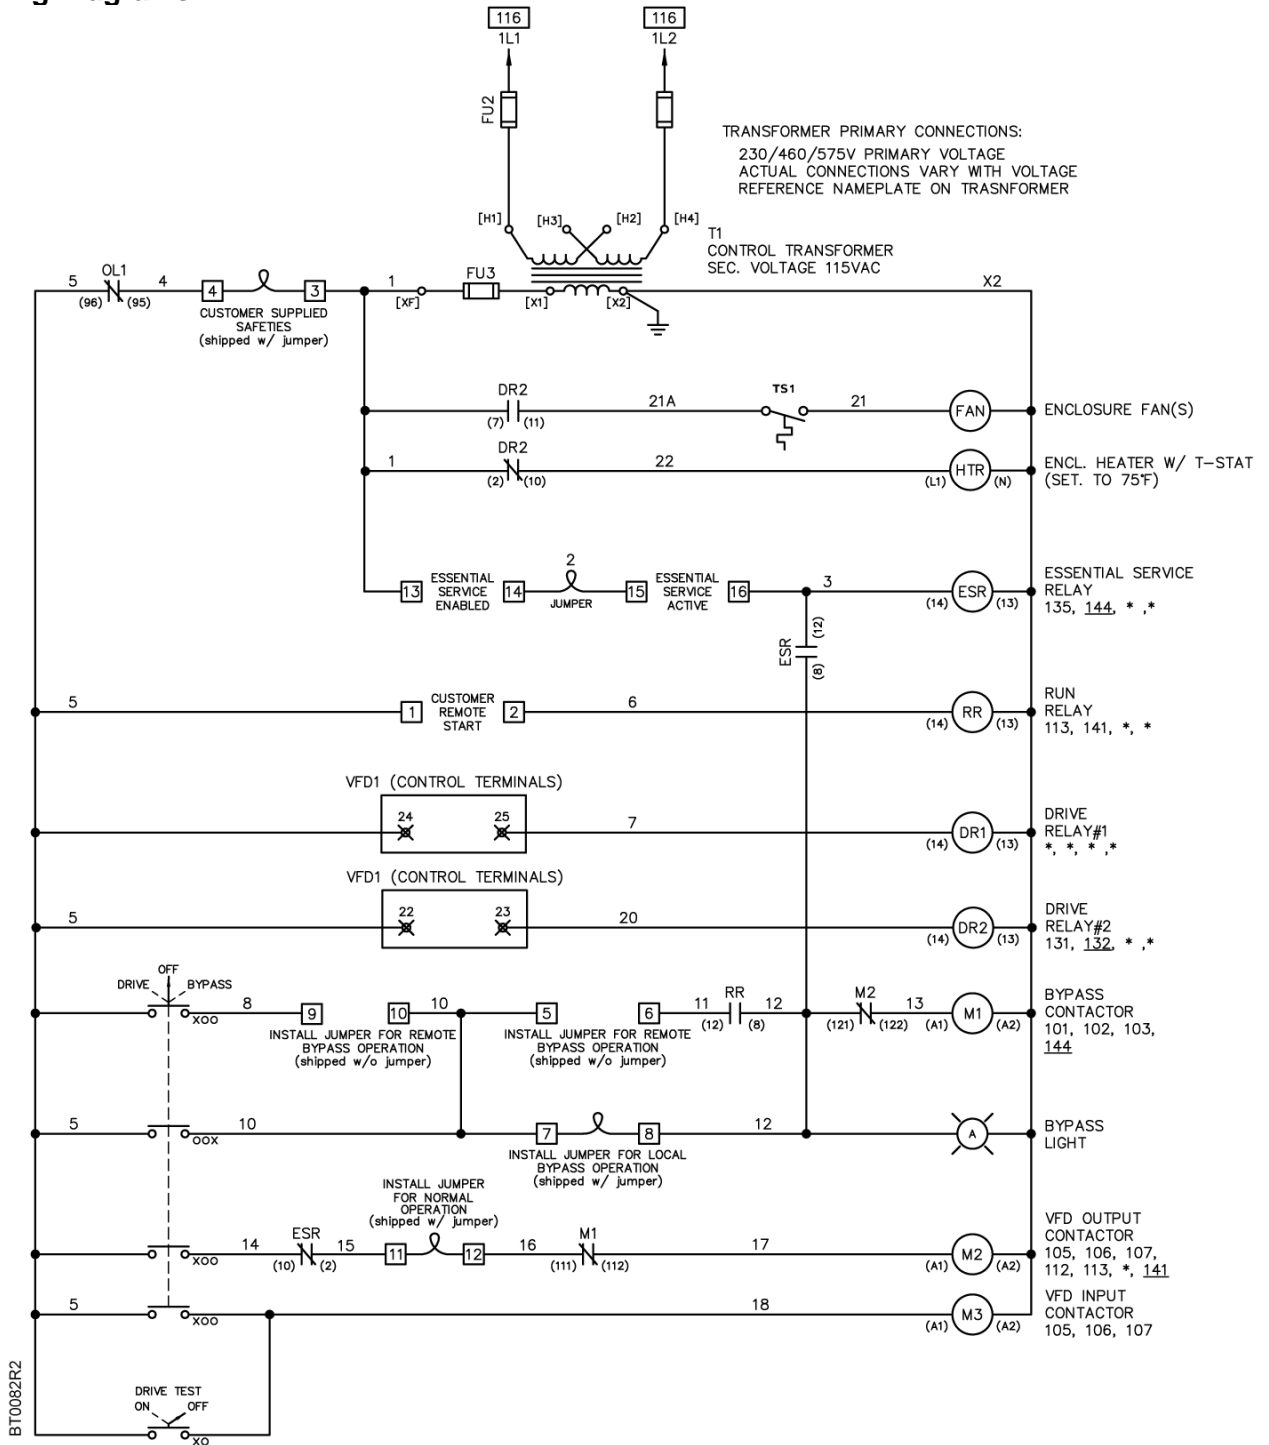 116
116
1L1
1L2
FU2
TRANSFORMER PRIMARY CONNECTIONS:
230/460/575V PRIMARY VOLTAGE
ACTUAL CONNECTIONS VARY WITH VOLTAGE
REFERENCE NAMEPLATE ON TRASNFORMER
[H1]
[H3]
[H2]
[H4]
T1
CONTROL TRANSFORMER
SEC. VOLTAGE 115VAC
5
OL1
4
(96)
(95)
4
3
CUSTOMER SUPPLIED
SAFETIES
(shipped w/ jumper)
1
[XF]
FU3
[X1]
[X2]
X2
DR2
(7)
(11)
21A
TS1
21
FAN
ENCLOSURE FAN(S)
1
DR2
(2)
(10)
22
(L1)
HTR
(N)
ENCL. HEATER W/ T-STAT
(SET. TO 75°F)
13
ESSENTIAL
SERVICE
ENABLED
14
2
JUMPER
15
ESSENTIAL
SERVICE
ACTIVE
16
3
(14)
ESR
(13)
ESSENTIAL SERVICE
RELAY
135, 144, * ,*
ESR
(12)
(8)
5
1
CUSTOMER
REMOTE
START
2
6
(14)
RR
(13)
RUN
RELAY
113, 141, *, *
VFD1 (CONTROL TERMINALS)
24
25
7
(14)
DR1
(13)
DRIVE
RELAY#1
*, *, * ,*
VFD1 (CONTROL TERMINALS)
5
22
23
20
(14)
DR2
(13)
DRIVE
RELAY#2
131, 132, * ,*
OFF
DRIVE
BYPASS
XOO
8
9
10
INSTALL JUMPER FOR REMOTE
BYPASS OPERATION
(shipped w/o jumper)
10
5
6
INSTALL JUMPER FOR REMOTE
BYPASS OPERATION
(shipped w/o jumper)
11
RR
12
(12)
(8)
M2
(121)
(122)
13
(A1)
M1
(A2)
BYPASS
CONTACTOR
101, 102, 103,
144
5
OOX
10
7
8
INSTALL JUMPER FOR LOCAL
BYPASS OPERATION
(shipped w/ jumper)
12
A
BYPASS
LIGHT
INSTALL JUMPER
FOR NORMAL
OPERATION
(shipped w/ jumper)
XOO
14
ESR
(10)
(2)
15
11
12
16
M1
(111)
(112)
17
(A1)
M2
(A2)
VFD OUTPUT
CONTACTOR
105, 106, 107,
112, 113, *, 141
5
XOO
18
(A1)
M3
(A2)
VFD INPUT
CONTACTOR
105, 106, 107
DRIVE TEST
ON
OFF
XO
BT0082R2